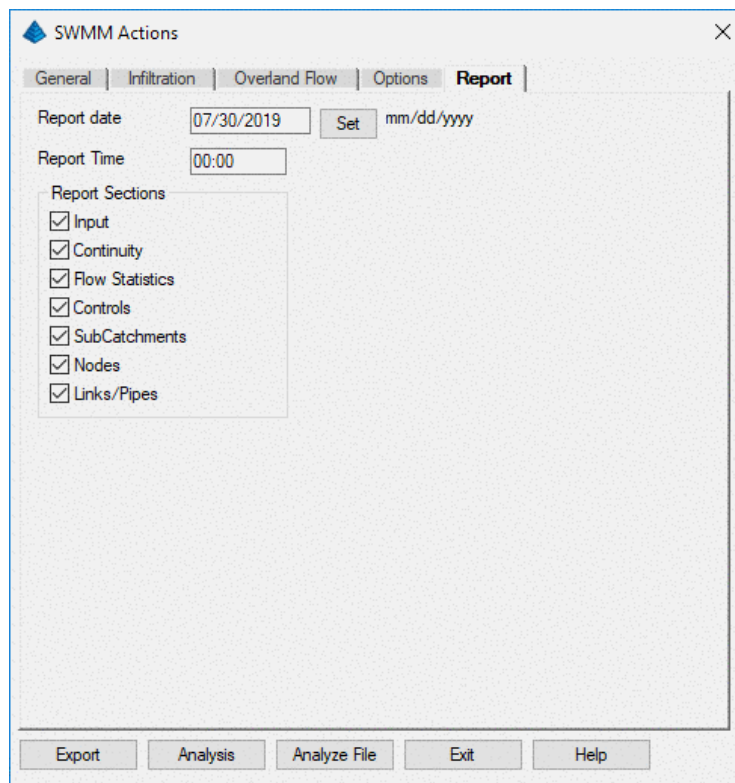 SWMM Actions
General Infiltration Overland Flow Options Report
Report date 07/30/2019 Set mm/dd/yyyy
Report Time 00:00
Report Sections
Input
Continuity
Flow Statistics
Controls
SubCatchments
Nodes
Links/Pipes
Export Analysis Analyze File Exit Help